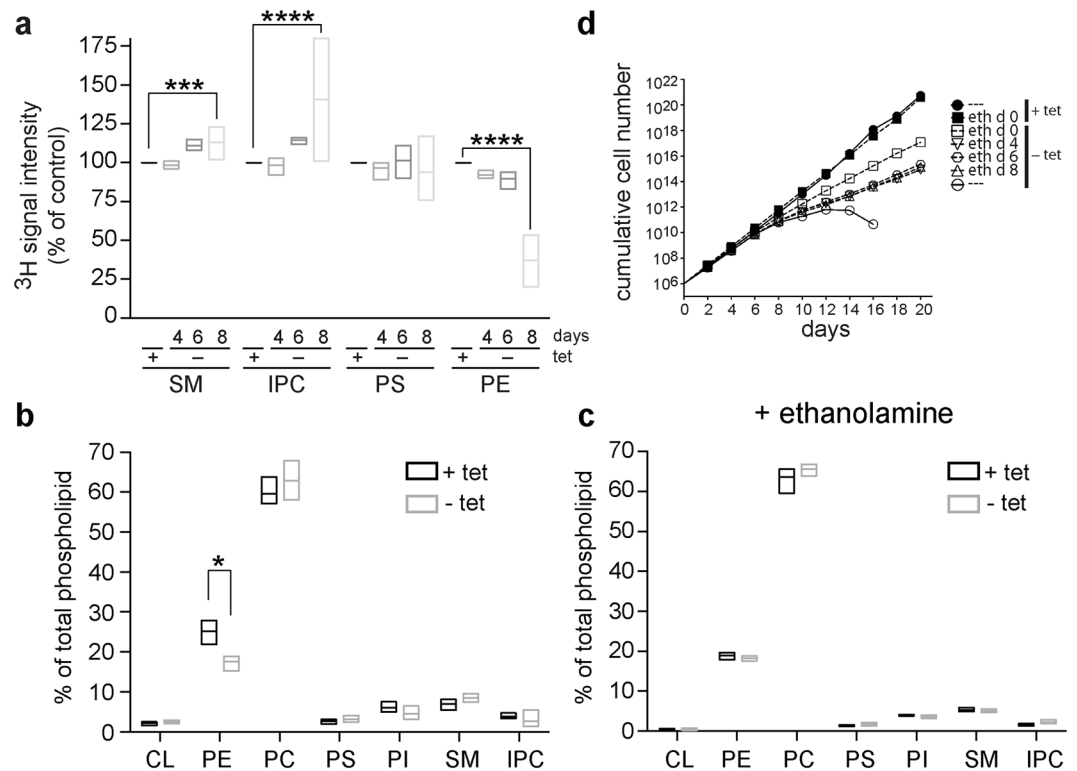 a
³H signal intensity
(% of control)
175
150
125
100
75
50
25
0
***
****
****
4 6 8 4 6 8 4 6 8 4 6 8 days
+ – + – + – + – tet
SM IPC PS PE
d
cumulative cell number
10²²
10²²
10²⁰
10¹⁸
10¹⁶
10¹⁴
10¹²
10¹⁰
10⁸
10⁶
0 2 4 6 8 10 12 14 16 18 20
days
---
eth d 0
+ tet
eth d 0
eth d 4
eth d 6
eth d 8
---
– tet
b
% of total phospholipid
70
60
50
40
30
20
10
0
*
+ tet
- tet
CL PE PC PS PI SM IPC
c
+ ethanolamine
% of total phospholipid
70
60
50
40
30
20
10
0
+ tet
- tet
CL PE PC PS PI SM IPC